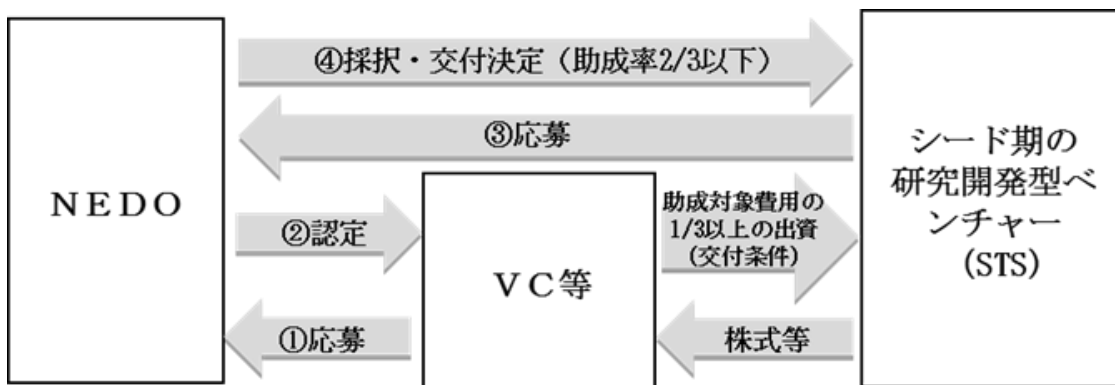 ④採択・交付決定（助成率2/3以下）
③応募
ＮＥＤＯ
②認定
①応募
ＶＣ等
助成対象費用の
1/3以上の出資
(交付条件)
株式等
シード期の
研究開発型ベ
ンチャー
(STS)